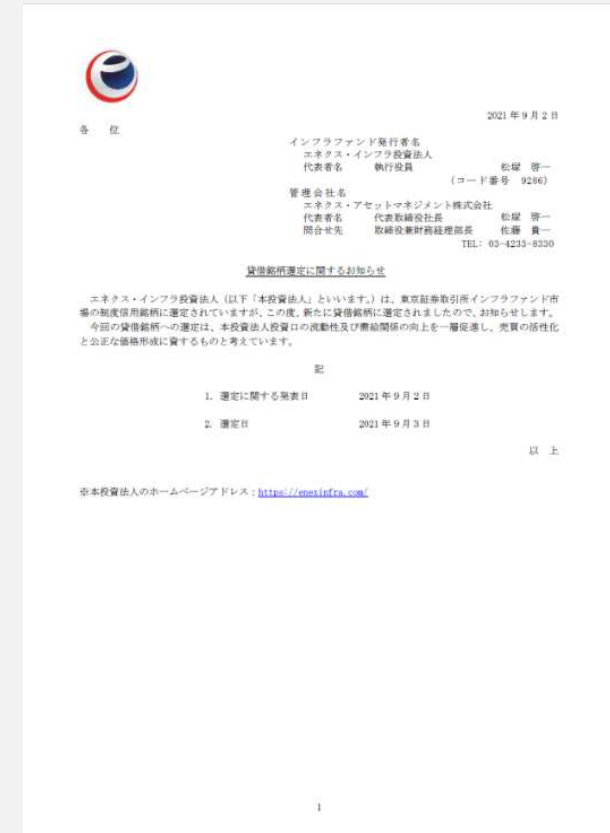 2021 年 9 月 2 日
各 位
インフラファンド発行者名
エネクス・インフラ投資法人
代表者名 執行役員 松塚 啓一
(コード番号 9286)
管理会社名
エネクス・アセットマネジメント株式会社
代表者名 代表取締役社長 松塚 啓一
問合せ先 取締役兼財務経理部長 佐藤 貴一
TEL: 03-4233-8330
貸借銘柄選定に関するお知らせ
エネクス・インフラ投資法人(以下「本投資法人」といいます。)は、東京証券取引所インフラファンド市
場の制度信用銘柄に選定されていますが、この度、新たに貸借銘柄に選定されましたので、お知らせします。
今回の貸借銘柄への選定は、本投資法人投資口の流動性及び需給関係の向上を一層促進し、売買の活性化
と公正な価格形成に資するものと考えています。
記
1. 選定に関する発表日 2021 年 9 月 2 日
2. 選定日 2021 年 9 月 3 日
以 上
※本投資法人のホームページアドレス:https://enexinfra.com/
1